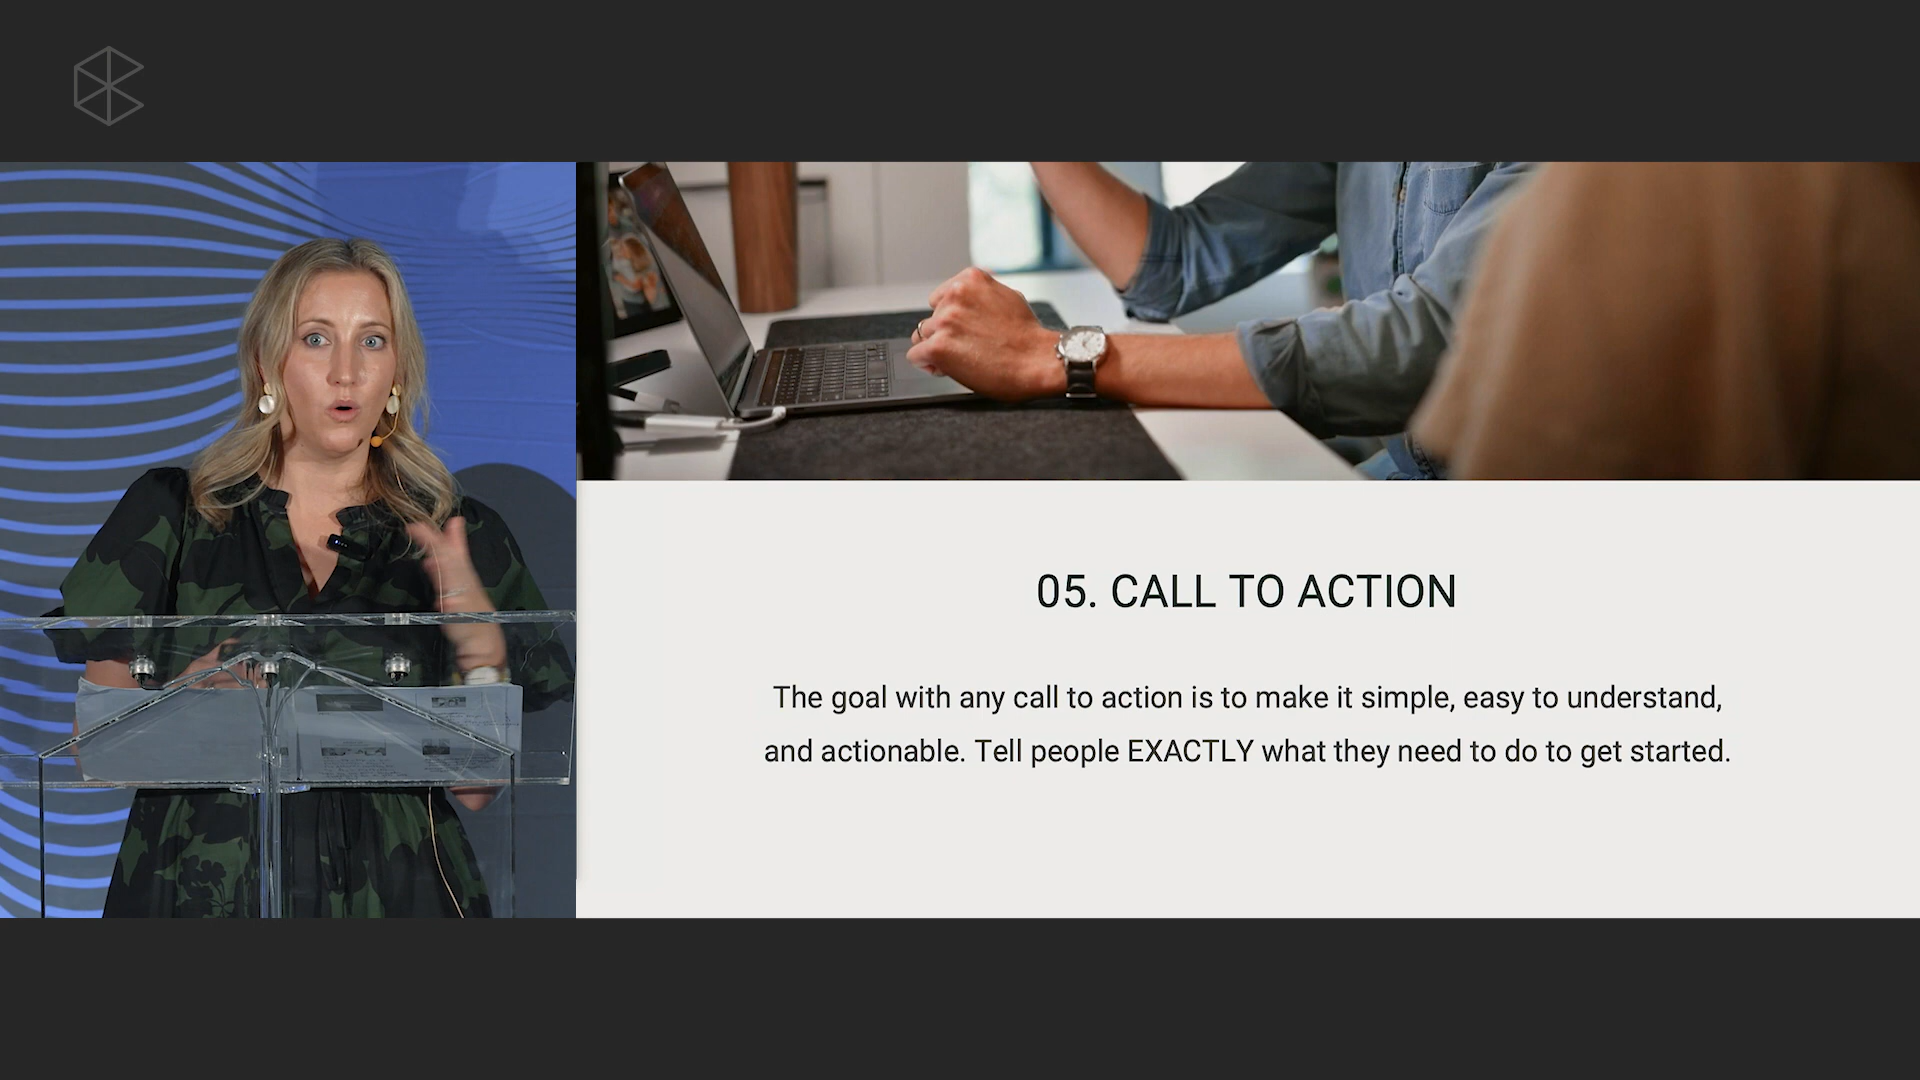 05. CALL TO ACTION
The goal with any call to action is to make it simple, easy to understand,
and actionable. Tell people EXACTLY what they need to do to get started.